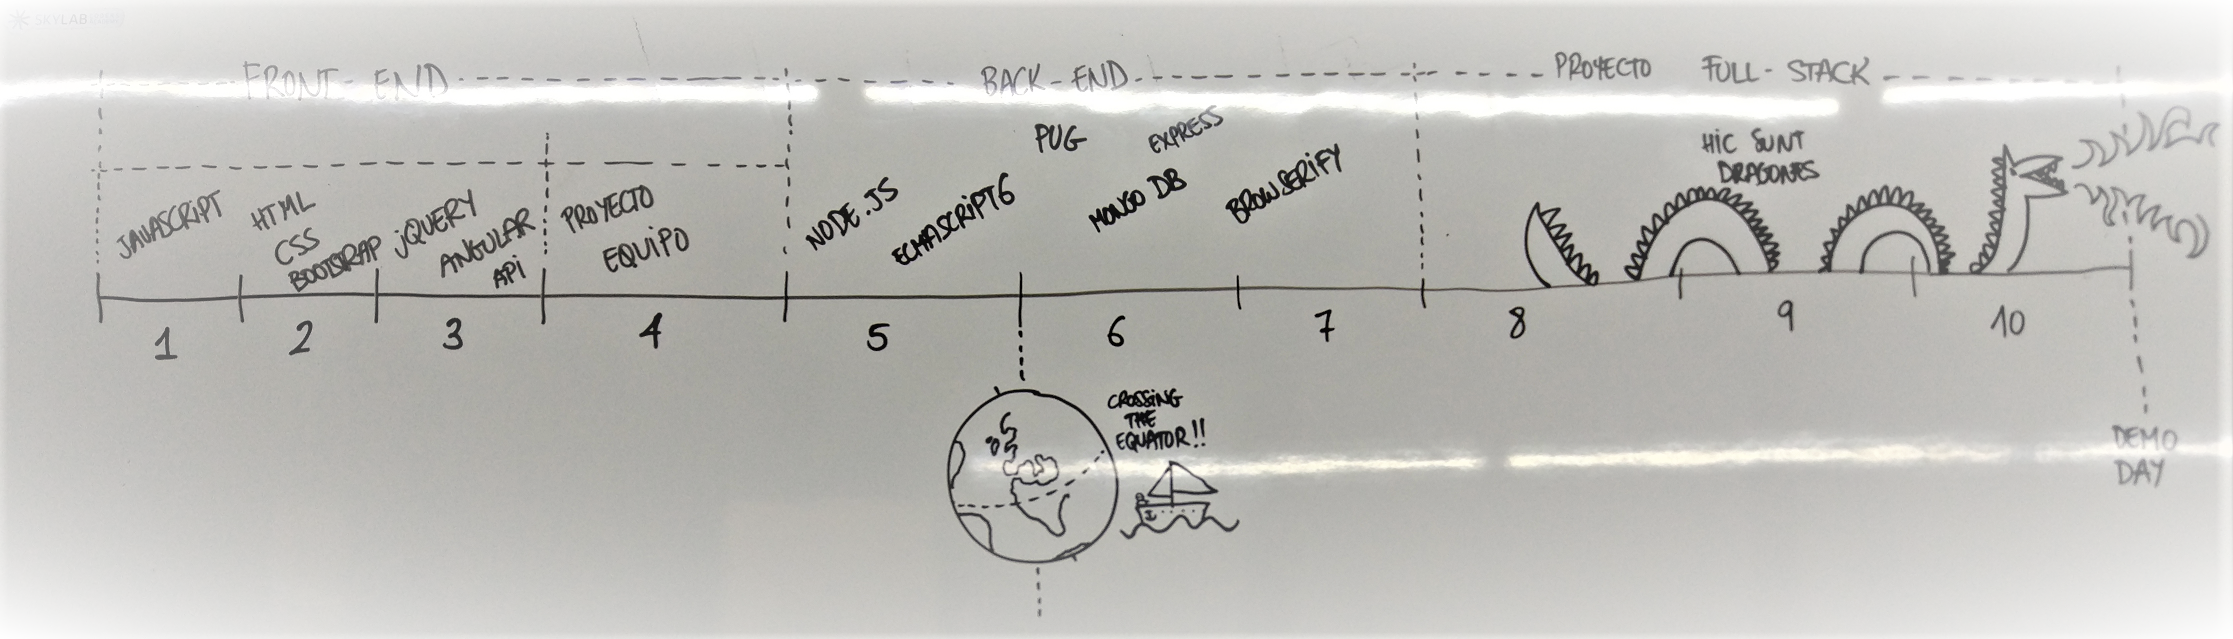 SKYLAB
FRONT-END
BACK-END
PROYECTO FULL-STACK
JAVASCRIPT
HTML
CSS
BOOTSTRAP
jQUERY
ANGULAR
APi
PROYECTO
EQUiPO
NODE.JS
ECMASCRiPT6
PUG
EXPRESS
MONGO DB
BROWSERiFY
HiC SUNT
DRAGONES
1
2
3
4
5
6
7
8
9
10
CROSSiNG
THE
EQUATOR!!
DEMO
DAY